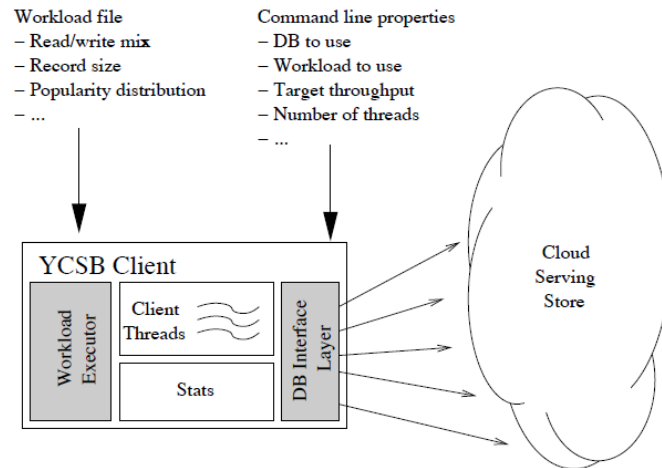 Workload file
– Read/write mix
– Record size
– Popularity distribution
– ...
Command line properties
– DB to use
– Workload to use
– Target throughput
– Number of threads
– ...
YCSB Client
Workload
Executor
Client
Threads
Stats
DB Interface
Layer
Cloud
Serving
Store